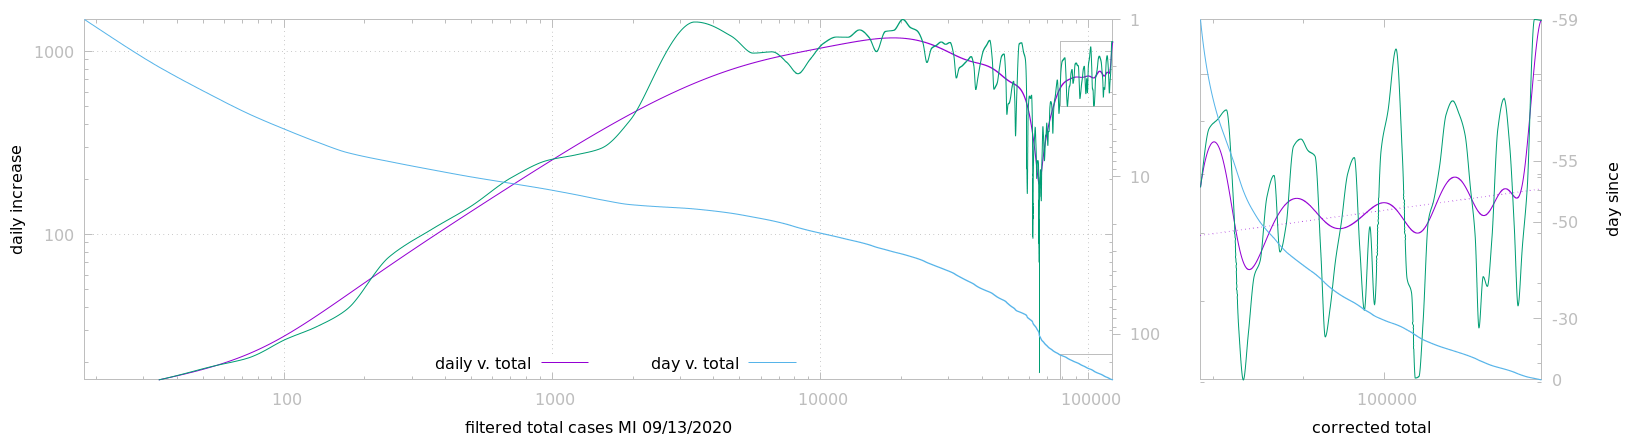 1
-59
1000
10
-55
100
-50
daily increase
day since
100
-30
daily v. total
day v. total
0
100
1000
10000
100000
100000
filtered total cases MI 09/13/2020
corrected total